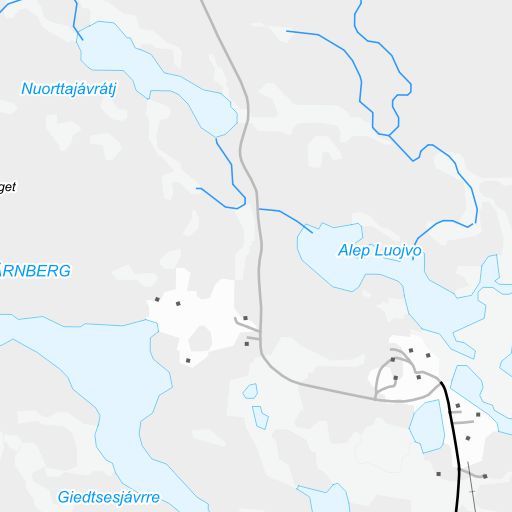 Nuorttajávrátj
get
Alep Luojvo
ÄRNBERG
Giedtsesjávrre